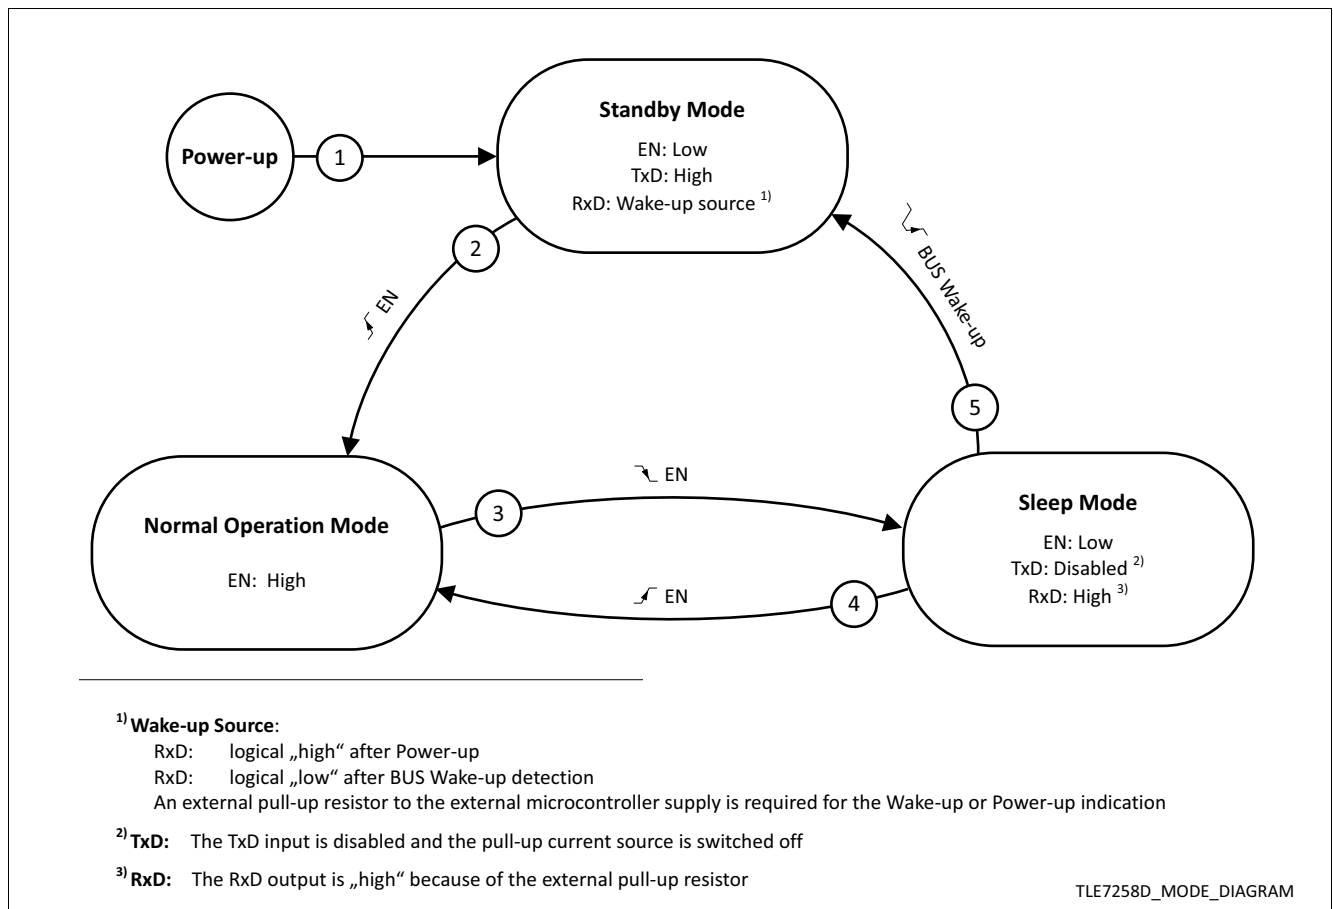 Power-up
1
Standby Mode
EN: Low
TxD: High
RxD: Wake-up source 1)
2
EN
BUS Wake-up
5
Normal Operation Mode
EN: High
3
EN
4
EN
Sleep Mode
EN: Low
TxD: Disabled 2)
RxD: High 3)
1) Wake-up Source:
RxD: logical „high“ after Power-up
RxD: logical „low“ after BUS Wake-up detection
An external pull-up resistor to the external microcontroller supply is required for the Wake-up or Power-up indication
2) TxD: The TxD input is disabled and the pull-up current source is switched off
3) RxD: The RxD output is „high“ because of the external pull-up resistor
TLE7258D_MODE_DIAGRAM